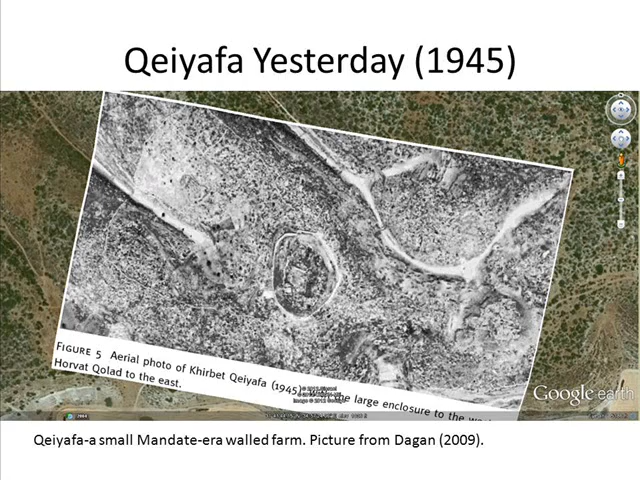 Qeiyafa Yesterday (1945)
FIGURE 5 Aerial photo of Khirbet Qeiyafa (1945) the large enclosure to the
Horvat Qolad to the east.
Google earth
Qeiyafa-a small Mandate-era walled farm. Picture from Dagan (2009).